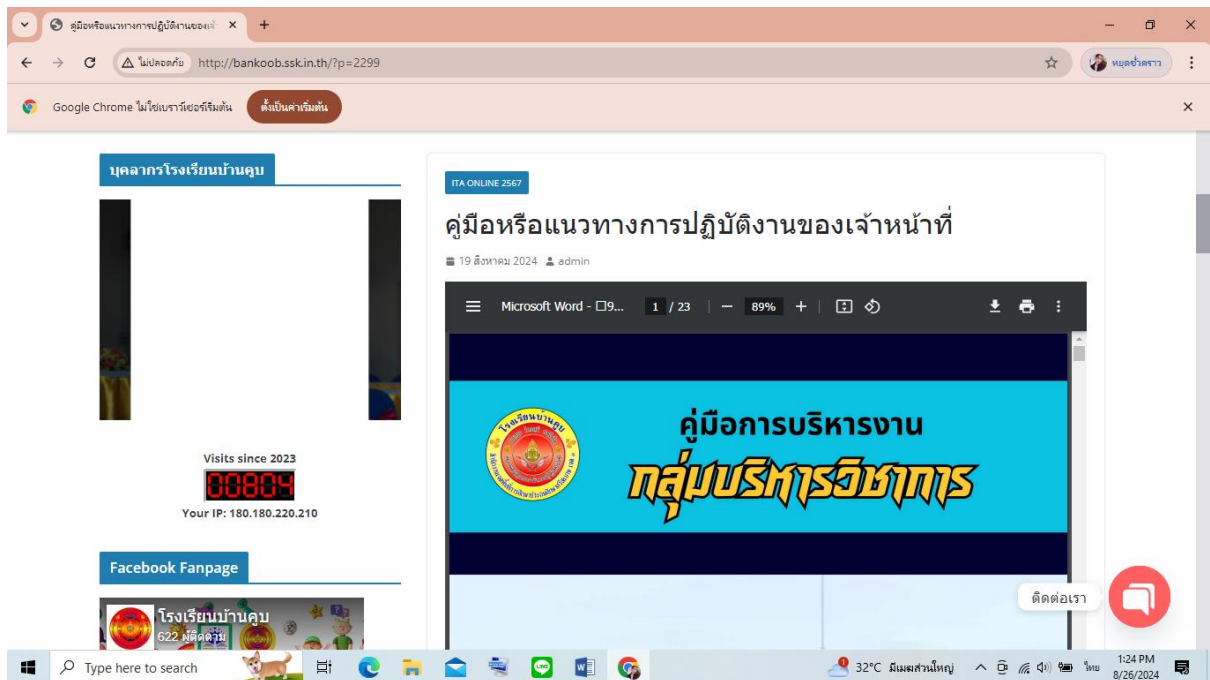 คู่มือหรือแนวทางการปฏิบัติงานของเจ้
ไม่ปลอดภัย http://bankoob.ssk.in.th/?p=2299 หยุดชั่วคราว
Google Chrome ไม่ใช่เบราว์เซอร์เริ่มต้น ตั้งเป็นค่าเริ่มต้น
บุคลากรโรงเรียนบ้านคูบ
ITA ONLINE 2567
คู่มือหรือแนวทางการปฏิบัติงานของเจ้าหน้าที่
19 สิงหาคม 2024 admin
Microsoft Word - 9... 1 / 23 89%
คู่มือการบริหารงาน
กลุ่มบริหารวิชาการ
โรงเรียนบ้านคูบ
Visits since 2023
00804
Your IP: 180.180.220.210
Facebook Fanpage
โรงเรียนบ้านคูบ
622 ผู้ติดตาม
ติดต่อเรา
Type here to search 32°C มีเมฆส่วนใหญ่ ไทย 1:24 PM
8/26/2024